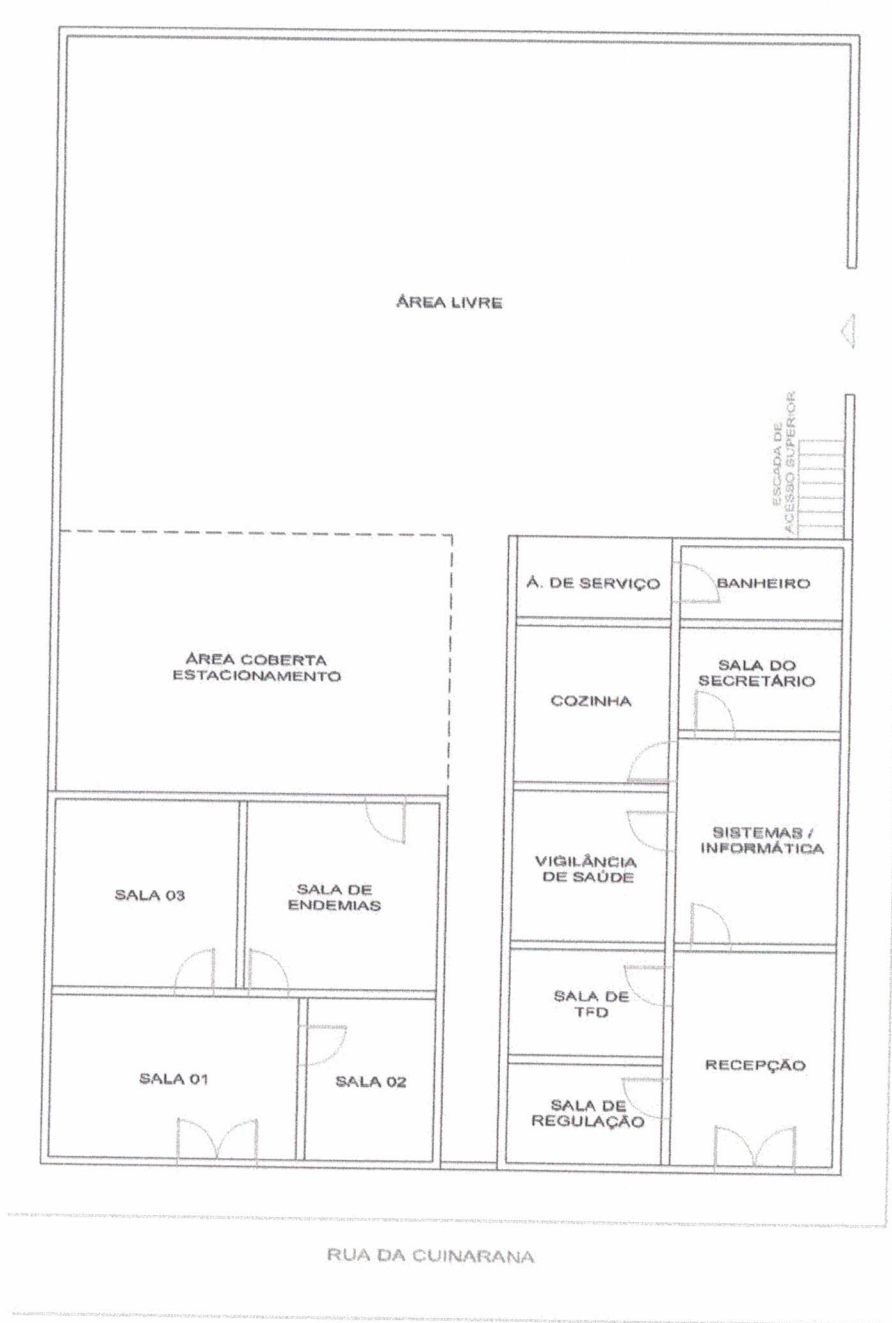 ÁREA LIVRE
ESCADA DE
ACESSO SUPERIOR
Á. DE SERVIÇO
BANHEIRO
ÁREA COBERTA
ESTACIONAMENTO
COZINHA
SALA DO
SECRETÁRIO
SISTEMAS /
INFORMÁTICA
VIGILÂNCIA
DE SAÚDE
SALA 03
SALA DE
ENDEMIAS
SALA DE
TFD
RECEPÇÃO
SALA 01
SALA 02
SALA DE
REGULAÇÃO
RUA DA CUINARANA